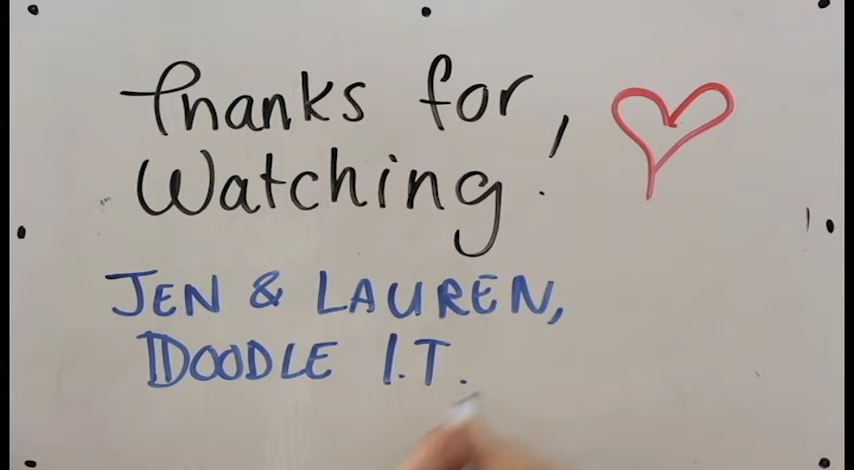 Thanks for
Watching!
JEN & LAUREN,
DOODLE I.T.